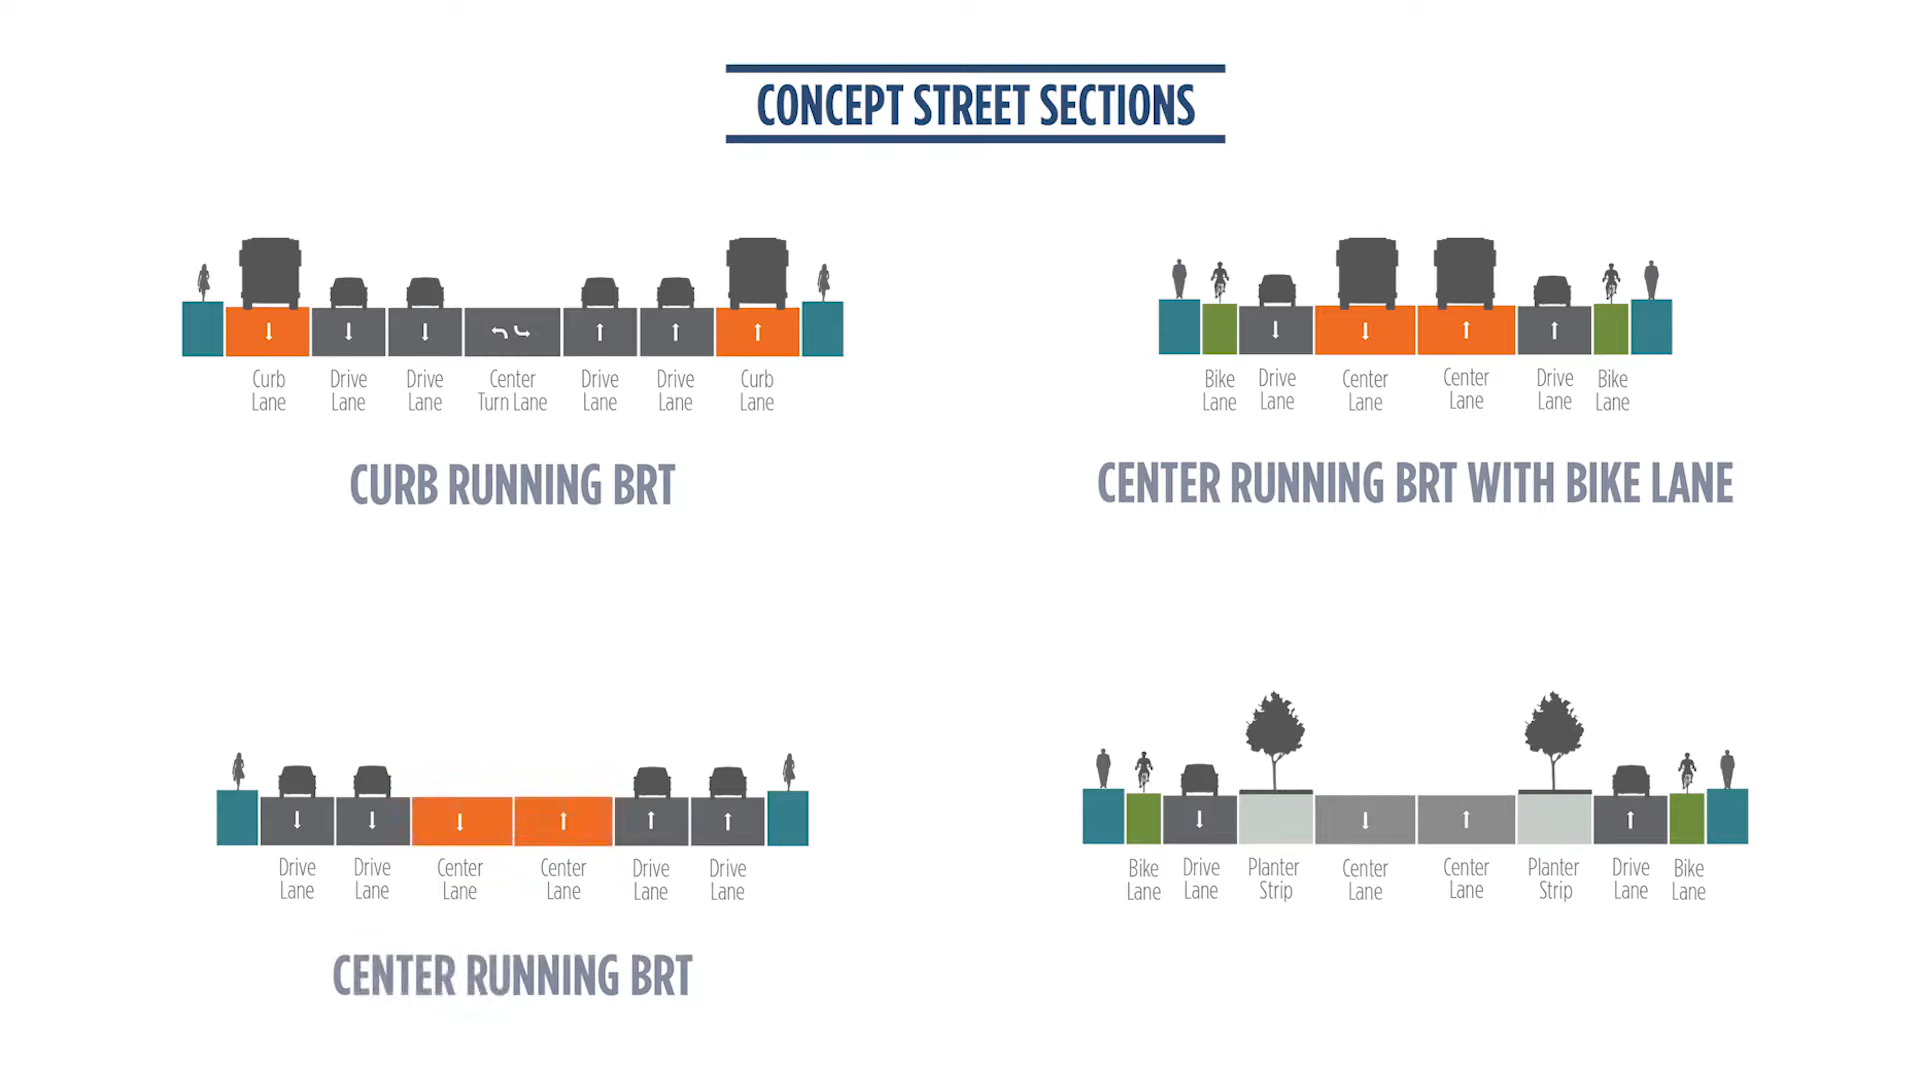 CONCEPT STREET SECTIONS
Curb Lane
Drive Lane
Drive Lane
Center Turn Lane
Drive Lane
Drive Lane
Curb Lane
CURB RUNNING BRT
Bike Lane
Drive Lane
Center Lane
Center Lane
Drive Lane
Bike Lane
CENTER RUNNING BRT WITH BIKE LANE
Drive Lane
Drive Lane
Center Lane
Center Lane
Drive Lane
Drive Lane
CENTER RUNNING BRT
Bike Lane
Drive Lane
Planter Strip
Center Lane
Center Lane
Planter Strip
Drive Lane
Bike Lane